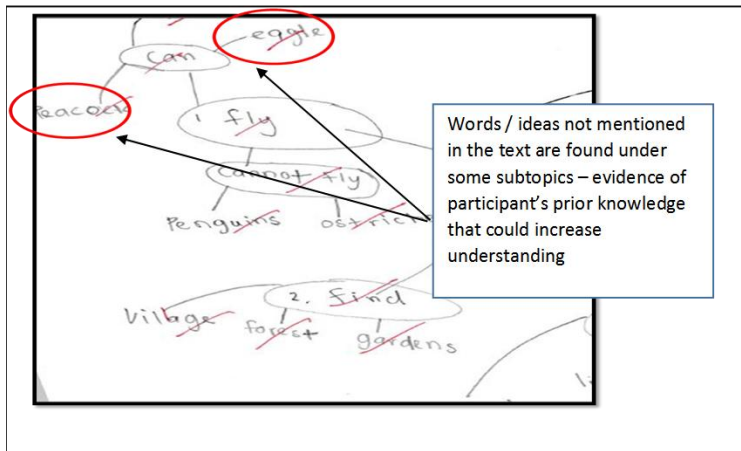 eagle
can
Peacock
1. fly
cannot fly
Penguins ostrich
2. find
Village
forest
gardens
Words / ideas not mentioned
in the text are found under
some subtopics – evidence of
participant's prior knowledge
that could increase
understanding